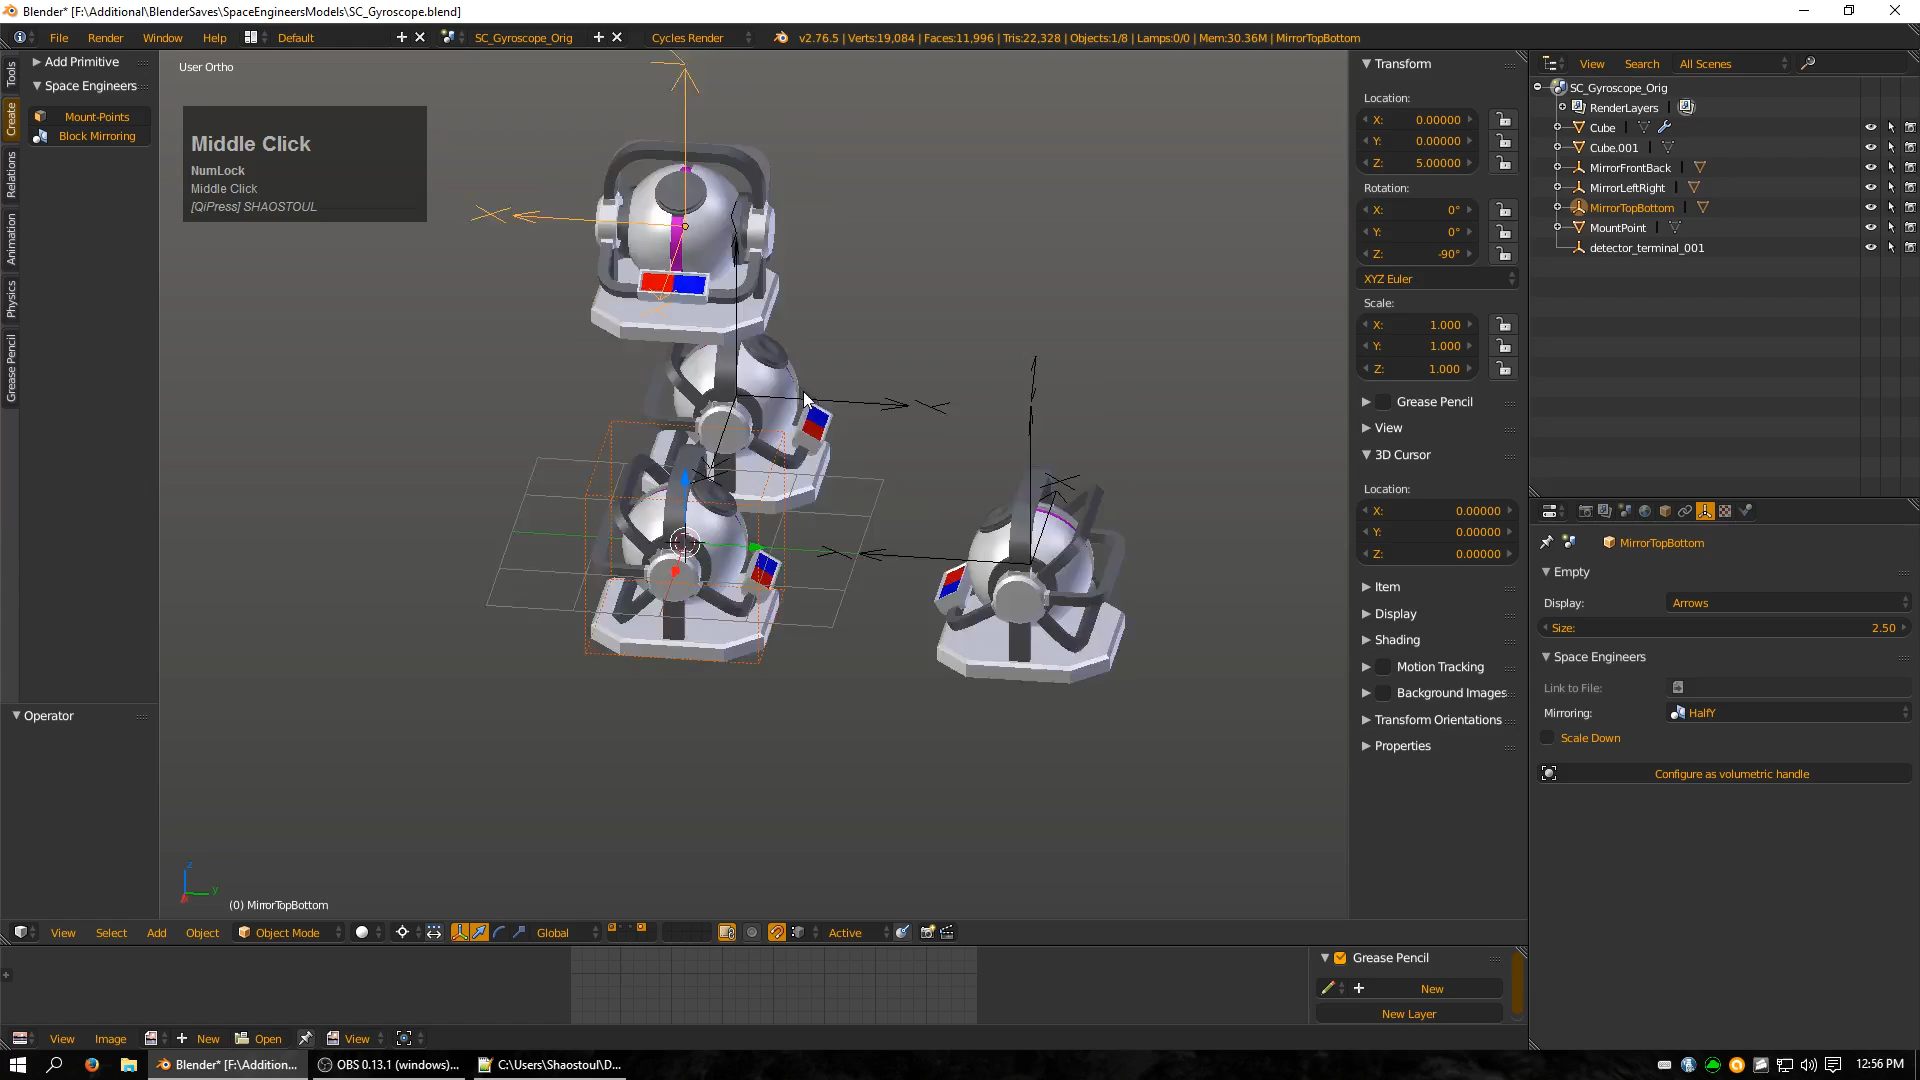 Blender* [F:\Additional\BlenderSaves\SpaceEngineersModels\SC_Gyroscope.blend]
File Render Window Help Default SC_Gyroscope_Orig Cycles Render v2.76.5 | Verts:19,084 | Faces:11,996 | Tris:22,328 | Objects:1/8 | Lamps:0/0 | Mem:30.36M | MirrorTopBottom
Tools
Create
Relations
Animation
Physics
Grease Pencil
Add Primitive
Space Engineers
Mount-Points
Block Mirroring
Operator
User Ortho
Middle Click
NumLock
Middle Click
[QiPress] SHAOSTOUL
z
y
(0) MirrorTopBottom
Transform
Location:
X: 0.00000
Y: 0.00000
Z: 5.00000
Rotation:
X: 0°
Y: 0°
Z: -90°
XYZ Euler
Scale:
X: 1.000
Y: 1.000
Z: 1.000
Grease Pencil
View
3D Cursor
Location:
X: 0.00000
Y: 0.00000
Z: 0.00000
Item
Display
Shading
Motion Tracking
Background Images
Transform Orientations
Properties
View Search All Scenes
SC_Gyroscope_Orig
RenderLayers
Cube
Cube.001
MirrorFrontBack
MirrorLeftRight
MirrorTopBottom
MountPoint
detector_terminal_001
MirrorTopBottom
Empty
Display: Arrows
Size: 2.50
Space Engineers
Link to File:
Mirroring: HalfY
Scale Down
Configure as volumetric handle
View Select Add Object Object Mode Global Active
Grease Pencil
New
New Layer
View Image New Open View
Blender* [F:\Addition... OBS 0.13.1 (windows)... C:\Users\Shaostoul\D... 12:56 PM